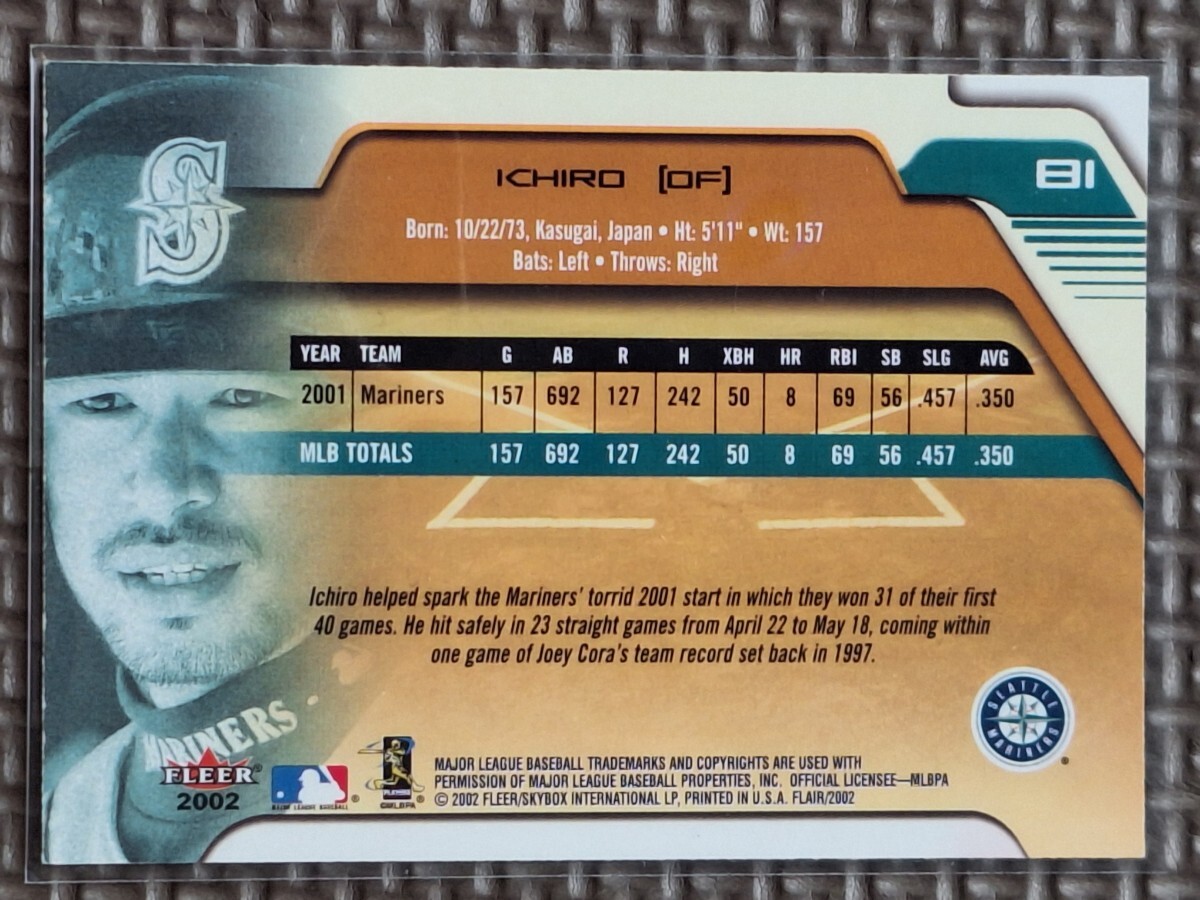 S
ICHIRO [OF]
81
Born: 10/22/73, Kasugai, Japan • Ht: 5'11" • Wt: 157
Bats: Left • Throws: Right
YEAR TEAM G AB R H XBH HR RBI SB SLG AVG
2001 Mariners 157 692 127 242 50 8 69 56 .457 .350
MLB TOTALS 157 692 127 242 50 8 69 56 .457 .350
Ichiro helped spark the Mariners' torrid 2001 start in which they won 31 of their first
40 games. He hit safely in 23 straight games from April 22 to May 18, coming within
one game of Joey Cora's team record set back in 1997.
SEATTLE
MARINERS
®
MARINERS
FLEER®
2002
MAJOR LEAGUE BASEBALL
®
PLAYERS
©MLBPA
MAJOR LEAGUE BASEBALL TRADEMARKS AND COPYRIGHTS ARE USED WITH
PERMISSION OF MAJOR LEAGUE BASEBALL PROPERTIES, INC. OFFICIAL LICENSEE—MLBPA
© 2002 FLEER/SKYBOX INTERNATIONAL LP, PRINTED IN U.S.A. FLAIR/2002